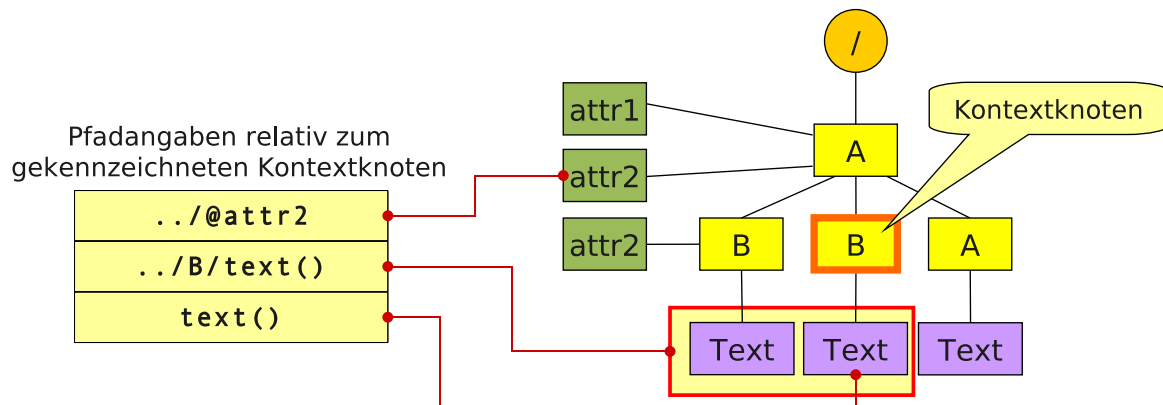 /
attr1
Kontextknoten
Pfadangaben relativ zum
gekennzeichneten Kontextknoten
A
attr2
../@attr2
attr2
B
B
A
../B/text()
text()
Text
Text
Text